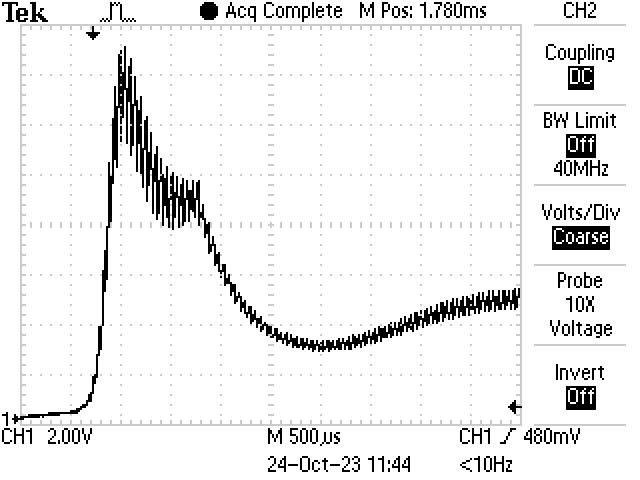 Tek ● Acq Complete M Pos: 1.780ms CH2
Coupling
DC
BW Limit
Off
40MHz
Volts/Div
Coarse
Probe
10X
Voltage
Invert
Off
1
CH1 2.00V M 500µs CH1 480mV
24-Oct-23 11:44 <10Hz